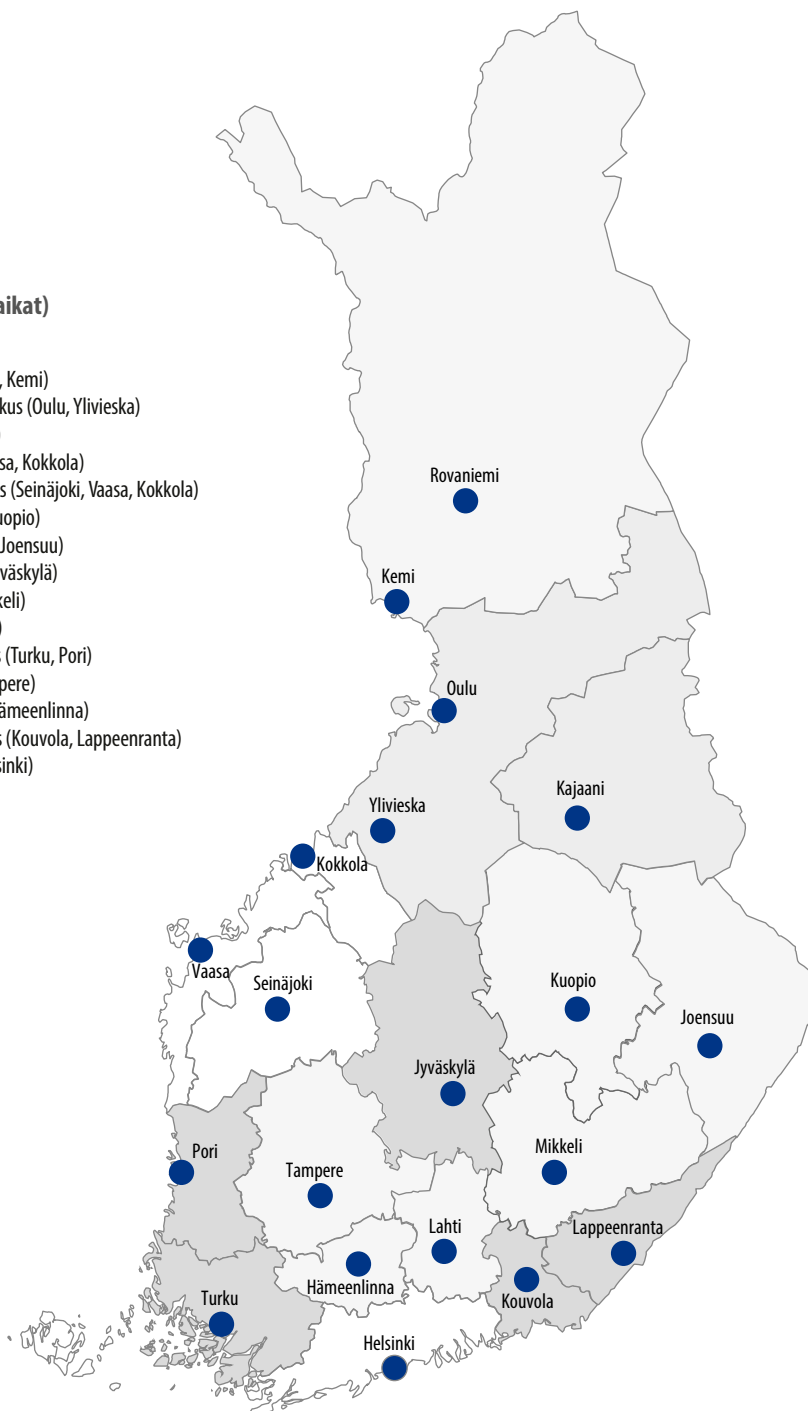 aikat)
, Kemi)
kus (Oulu, Ylivieska)
)
sa, Kokkola)
s (Seinäjoki, Vaasa, Kokkola)
uopio)
Joensuu)
väskylä)
keli)
)
s (Turku, Pori)
pere)
ämeenlinna)
s (Kouvola, Lappeenranta)
sinki)
Rovaniemi
Kemi
Oulu
Kajaani
Ylivieska
Kokkola
Vaasa
Seinäjoki
Kuopio
Joensuu
Jyväskylä
Pori
Mikkeli
Tampere
Lahti
Lappeenranta
Hämeenlinna
Kouvola
Turku
Helsinki